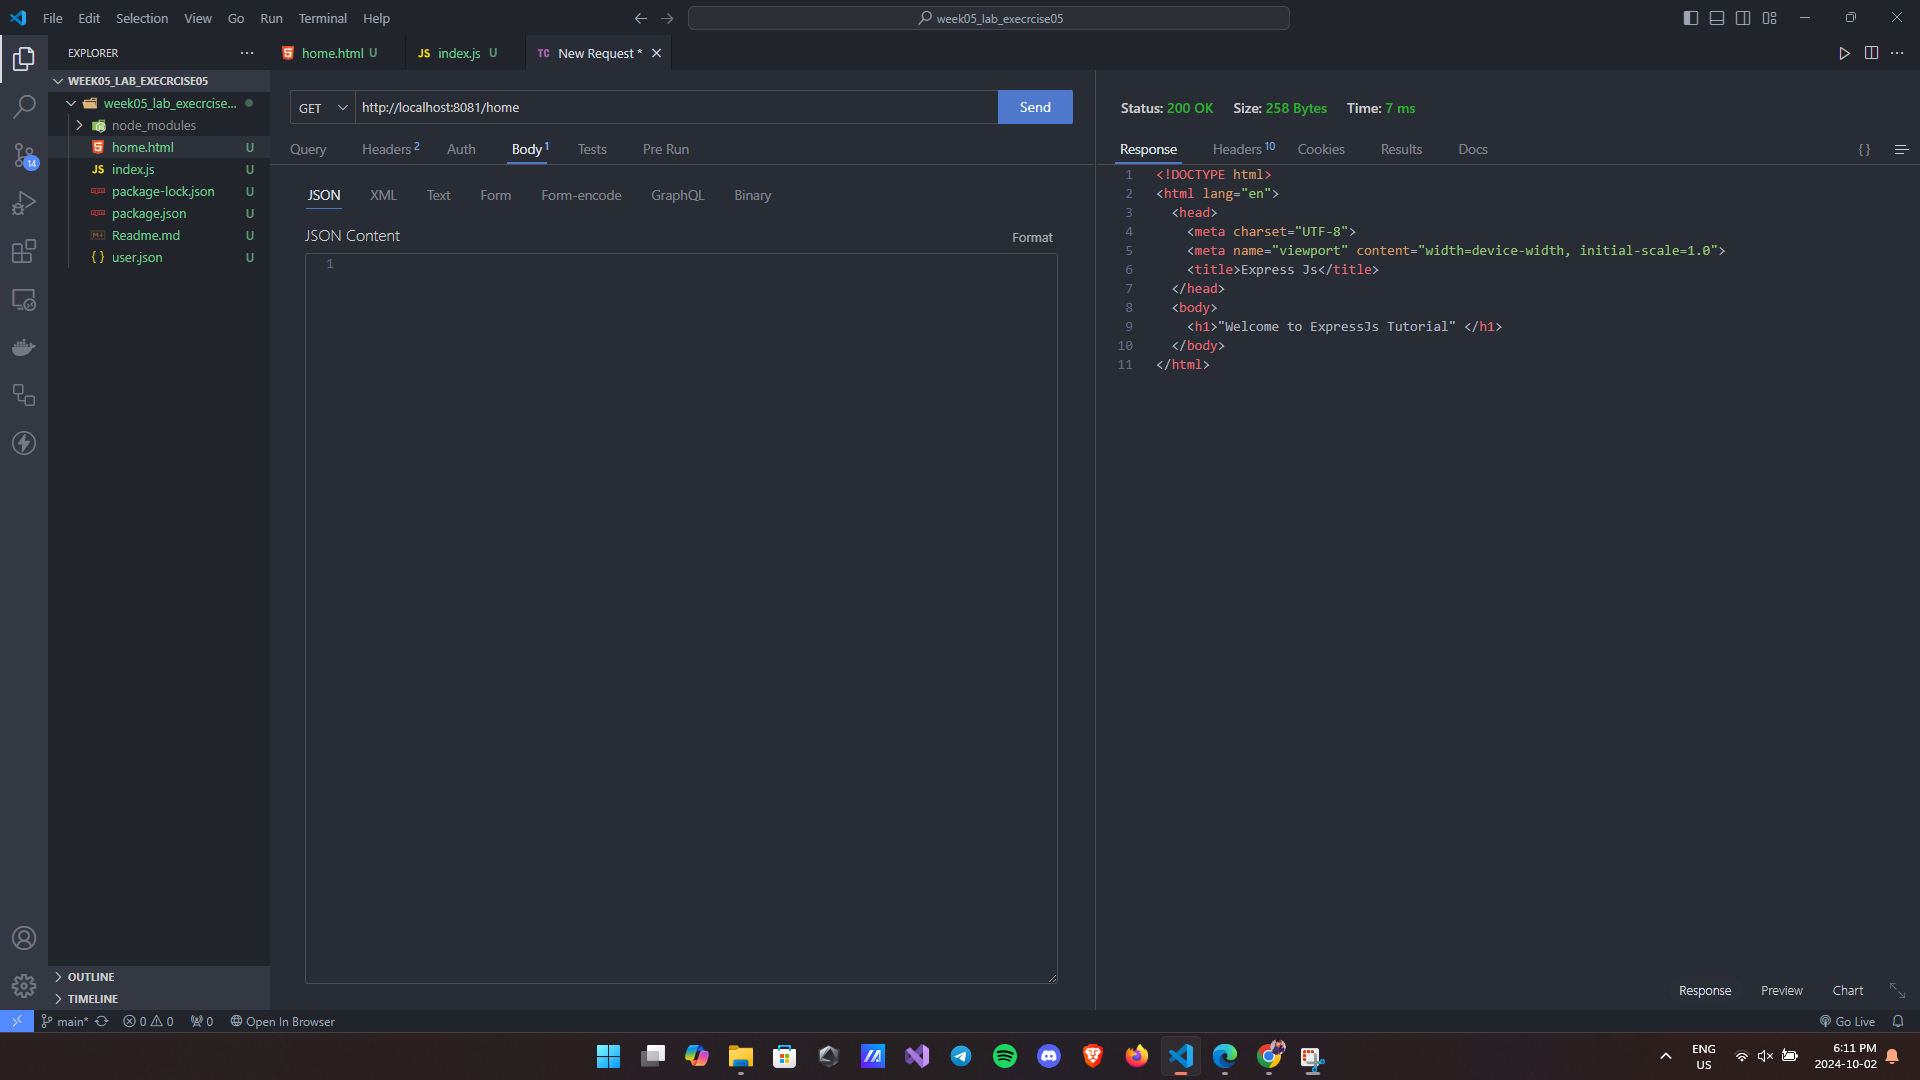 File Edit Selection View Go Run Terminal Help
week05_lab_execrcise05
EXPLORER
WEEK05_LAB_EXECRCISE05
week05_lab_execrcise...
node_modules
home.html U
JS index.js U
package-lock.json U
package.json U
Readme.md U
{ } user.json U
OUTLINE
TIMELINE
home.html U
JS index.js U
TC New Request *
GET http://localhost:8081/home Send
Query Headers 2 Auth Body 1 Tests Pre Run
JSON XML Text Form Form-encode GraphQL Binary
JSON Content Format
1
Status: 200 OK Size: 258 Bytes Time: 7 ms
Response Headers 10 Cookies Results Docs { }
1 <!DOCTYPE html>
2 <html lang="en">
3 <head>
4 <meta charset="UTF-8">
5 <meta name="viewport" content="width=device-width, initial-scale=1.0">
6 <title>Express Js</title>
7 </head>
8 <body>
9 <h1>"Welcome to ExpressJs Tutorial" </h1>
10 </body>
11 </html>
Response Preview Chart
14
main* 0 0 0 Open In Browser Go Live
ENG
US
6:11 PM
2024-10-02